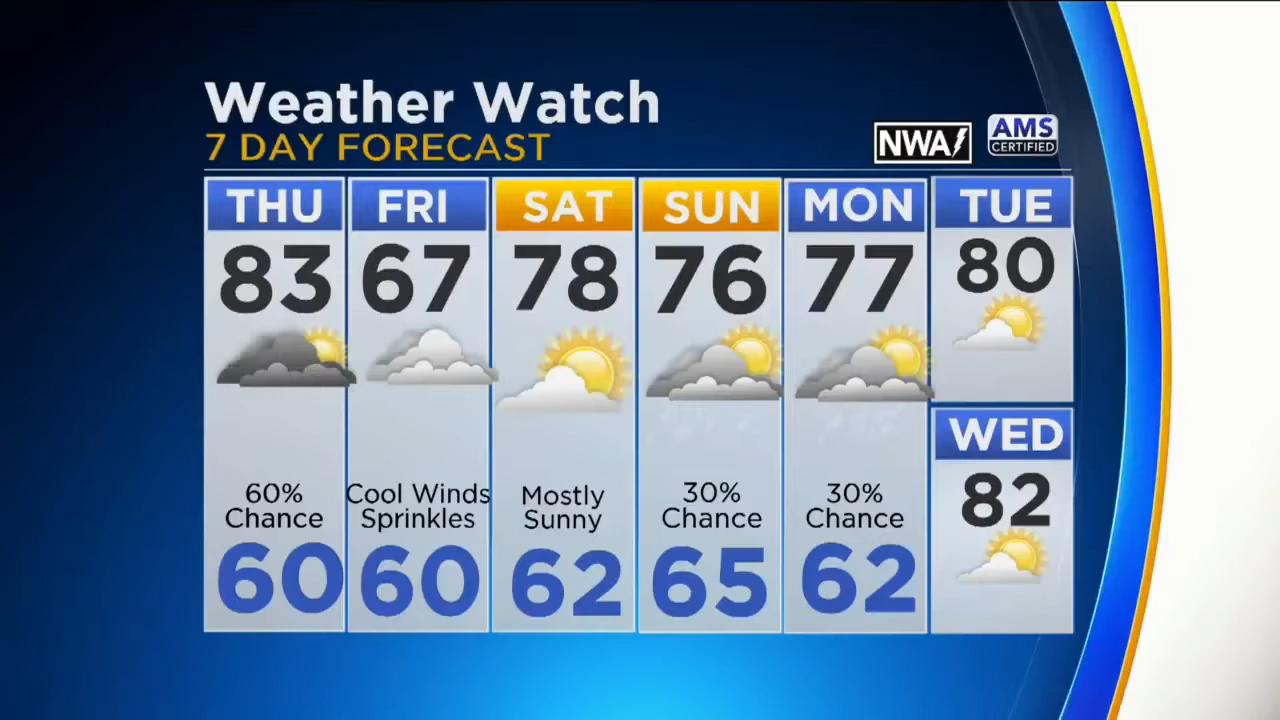 Weather Watch
7 DAY FORECAST
NWA
AMS
CERTIFIED
THU
83
60%
Chance
60
FRI
67
Cool Winds
Sprinkles
60
SAT
78
Mostly
Sunny
62
SUN
76
30%
Chance
65
MON
77
30%
Chance
62
TUE
80
WED
82